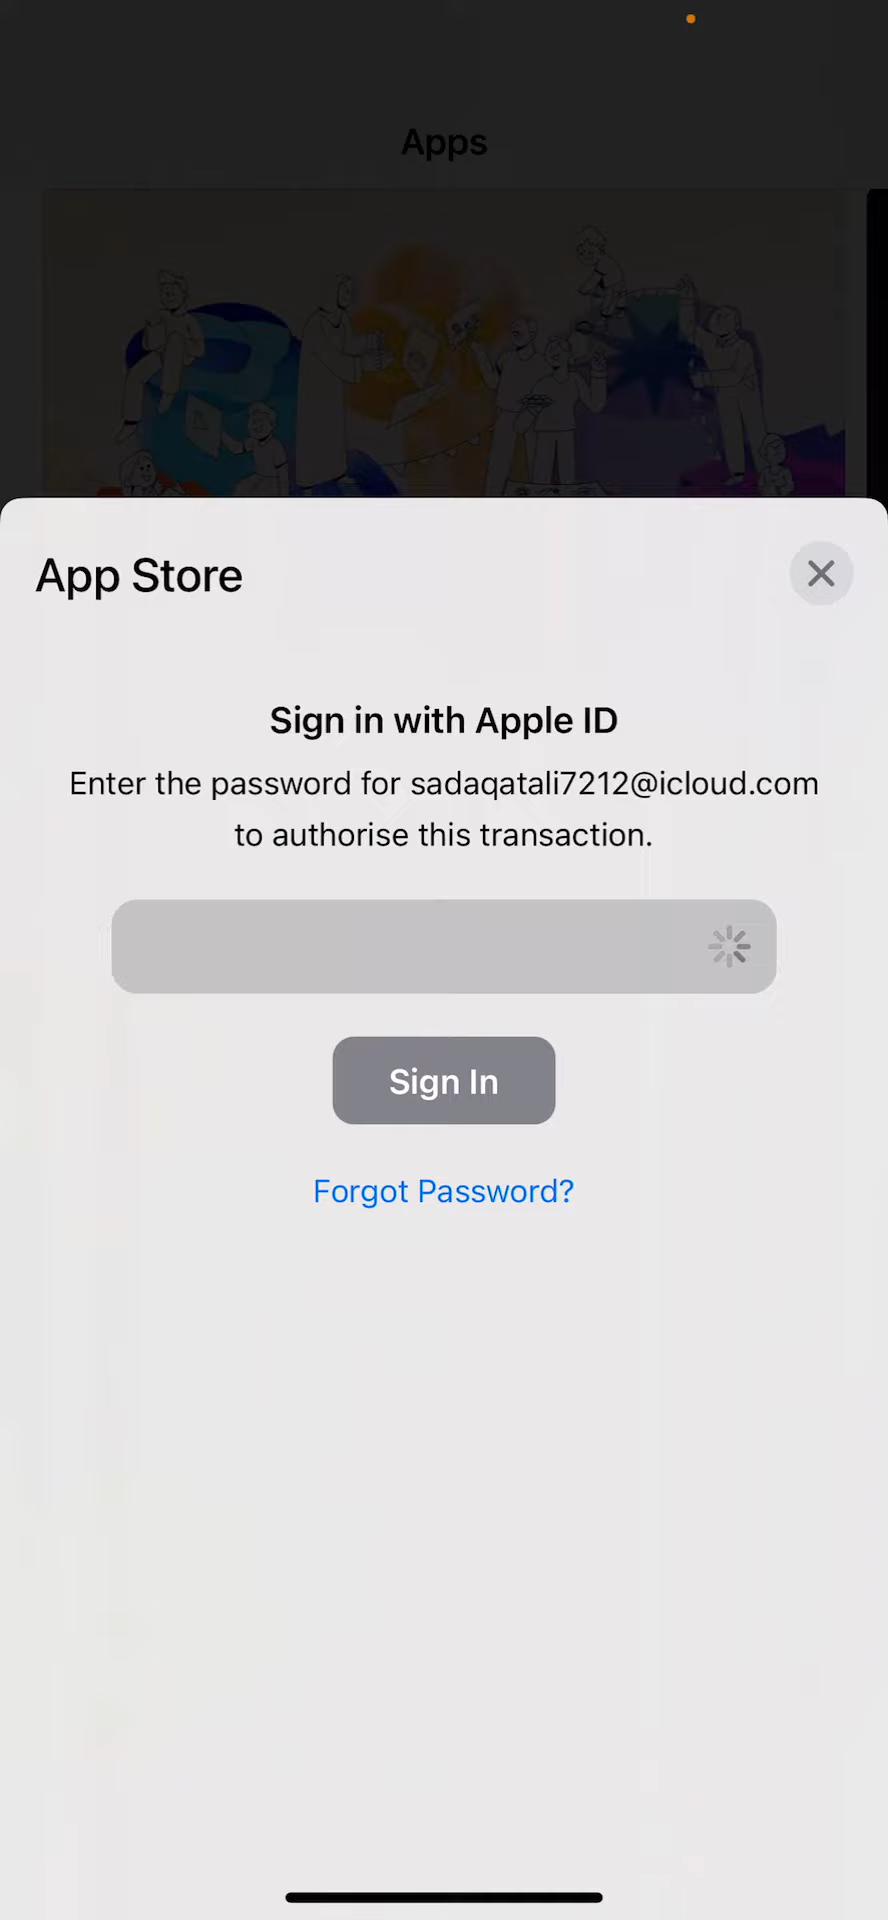 Apps
App Store
Sign in with Apple ID
Enter the password for sadaqatali7212@icloud.com
to authorise this transaction.
Sign In
Forgot Password?